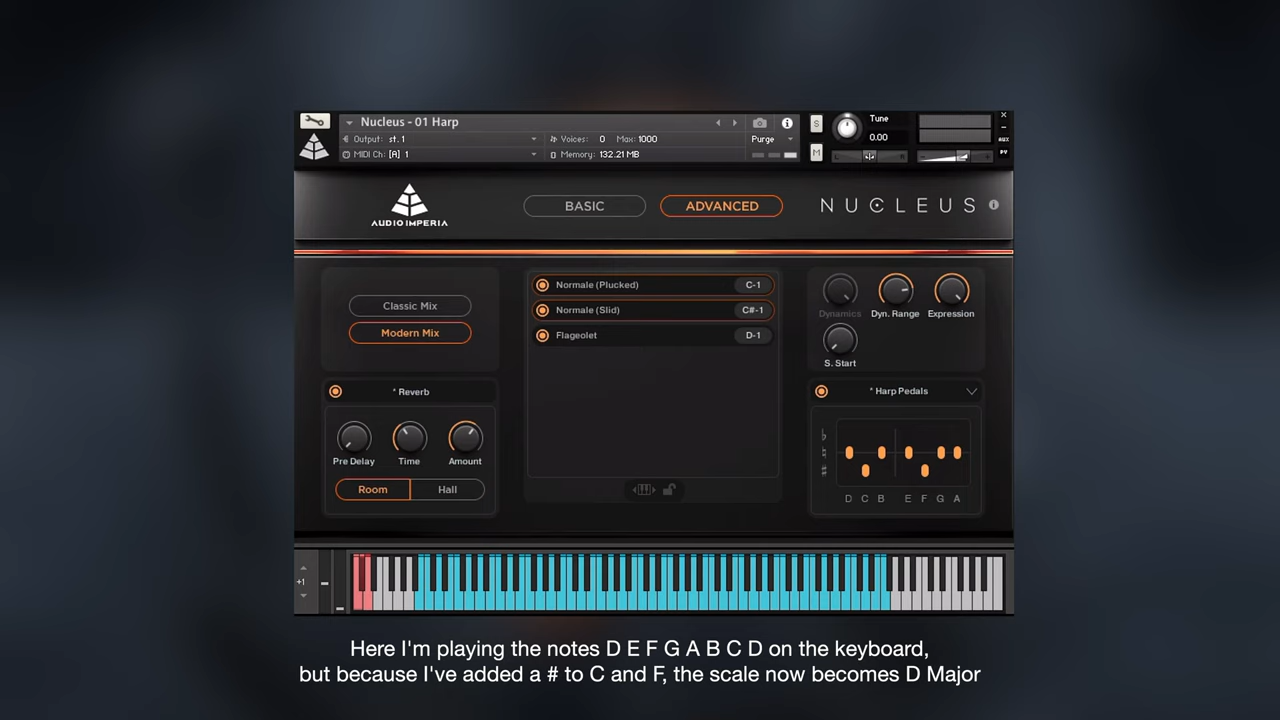 Nucleus - 01 Harp
Output: st. 1
Voices: 0 Max: 1000
Purge
MIDI Ch: [A] 1
Memory: 132.21 MB
S
M
Tune
0.00
L R
AUX
PV
AUDIO IMPERIA
BASIC
ADVANCED
NUCLEUS
Classic Mix
Modern Mix
Normale (Plucked) C-1
Normale (Slid) C#-1
Flageolet D-1
Dynamics Dyn. Range Expression
S. Start
* Reverb
Pre Delay Time Amount
Room Hall
* Harp Pedals
♭
♮
#
D C B E F G A
+1
Here I'm playing the notes D E F G A B C D on the keyboard,
but because I've added a # to C and F, the scale now becomes D Major